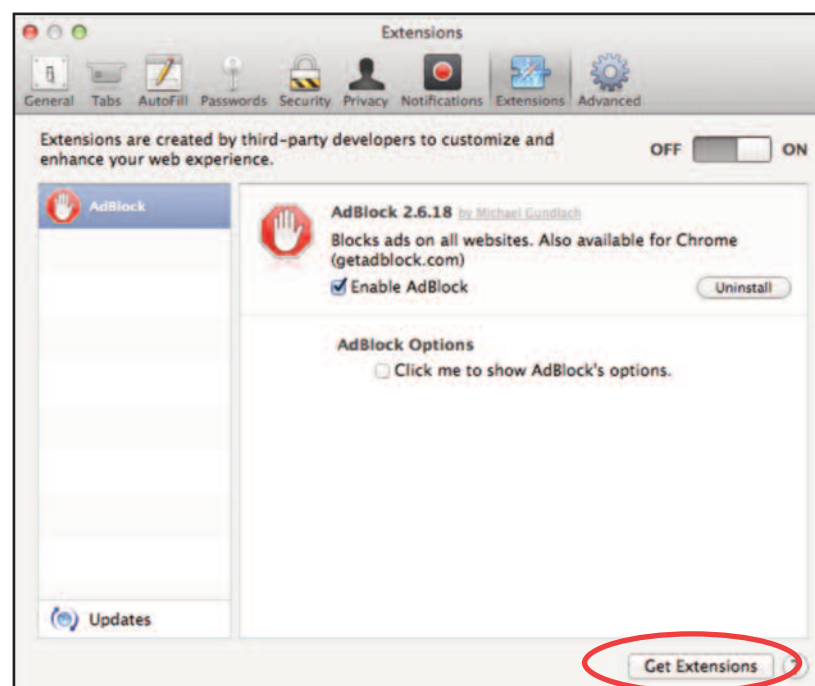 Extensions
General Tabs AutoFill Passwords Security Privacy Notifications Extensions Advanced
Extensions are created by third-party developers to customize and
enhance your web experience.
OFF ON
AdBlock
AdBlock 2.6.18 by Michael Gundlach
Blocks ads on all websites. Also available for Chrome
(getadblock.com)
Enable AdBlock
Uninstall
AdBlock Options
Click me to show AdBlock's options.
Updates
Get Extensions ?